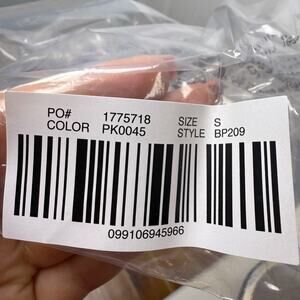 PO# 1775718 SIZE S
COLOR PK0045 STYLE BP209
099106945966